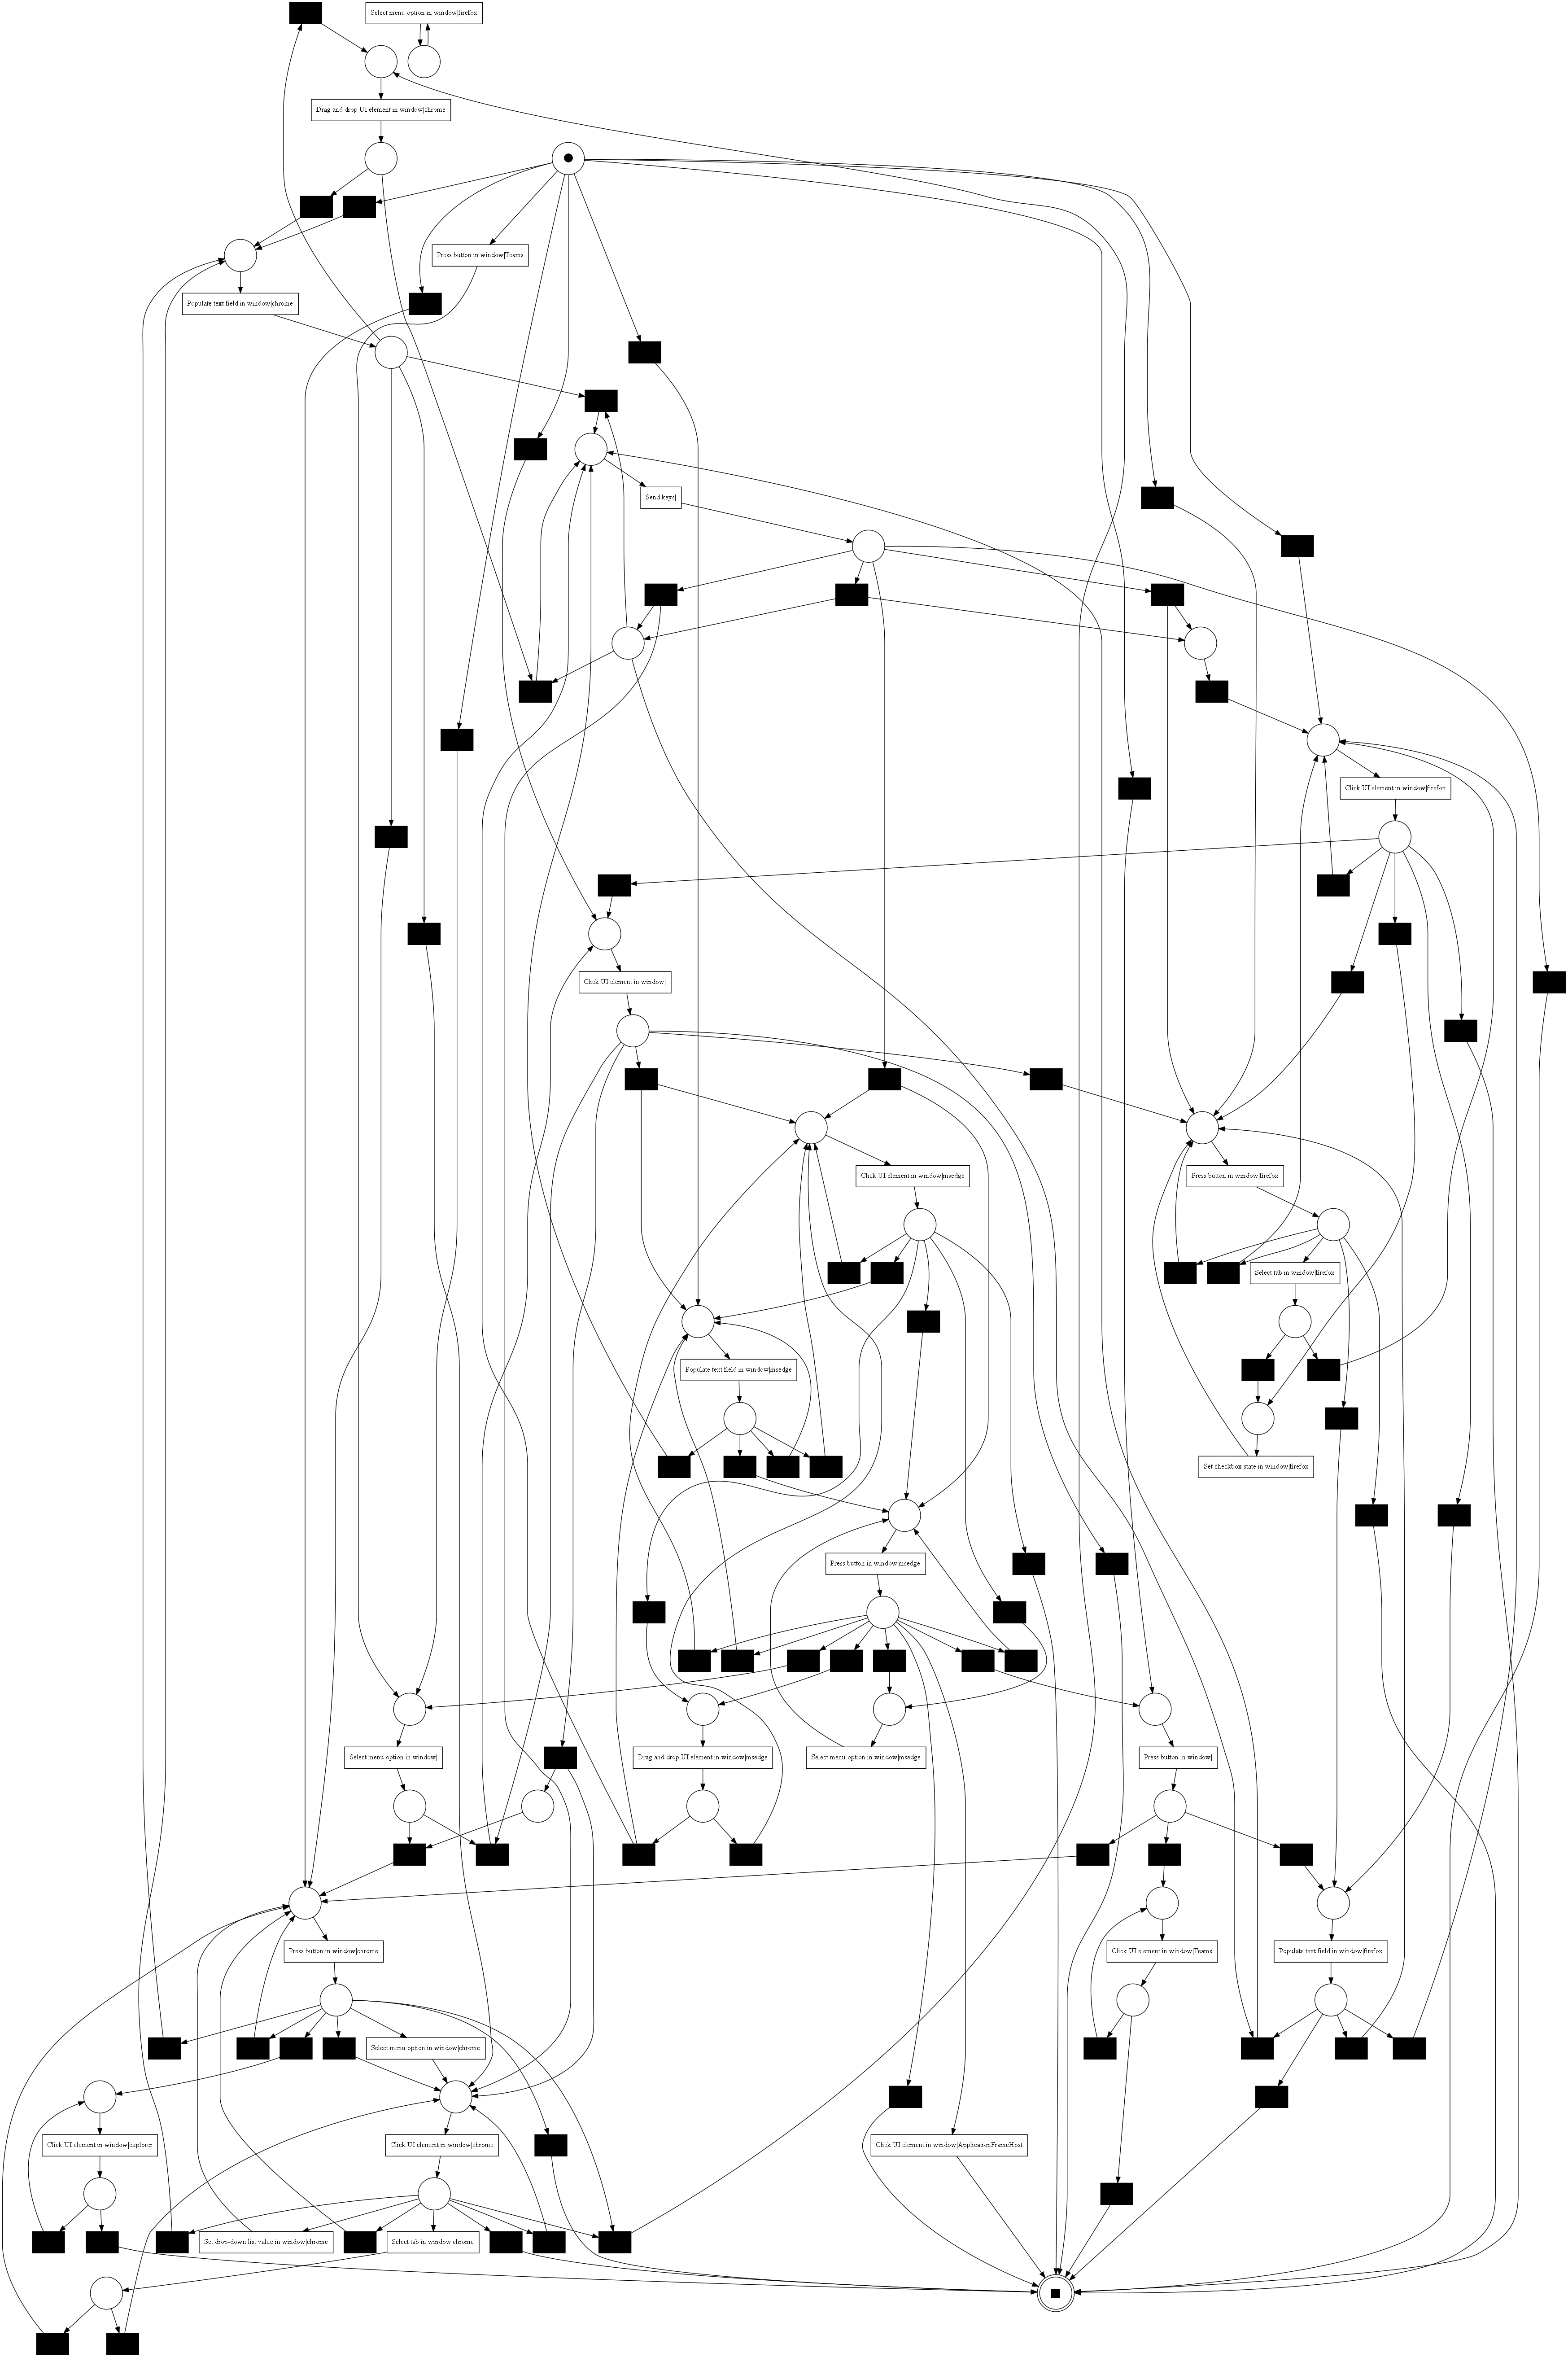 Select menu option in window|firefox
Drag and drop UI element in window|chrome
Press button in window|Teams
Populate text field in window|chrome
Send keys|
Click UI element in window|firefox
Click UI element in window|
Click UI element in window|msedge
Press button in window|firefox
Select tab in window|firefox
Populate text field in window|msedge
Set checkbox state in window|firefox
Press button in window|msedge
Select menu option in window|
Drag and drop UI element in window|msedge
Select menu option in window|msedge
Press button in window|
Press button in window|chrome
Click UI element in window|Teams
Populate text field in window|firefox
Select menu option in window|chrome
Click UI element in window|explorer
Click UI element in window|chrome
Click UI element in window|ApplicationFrameHost
Set drop-down list value in window|chrome
Select tab in window|chrome